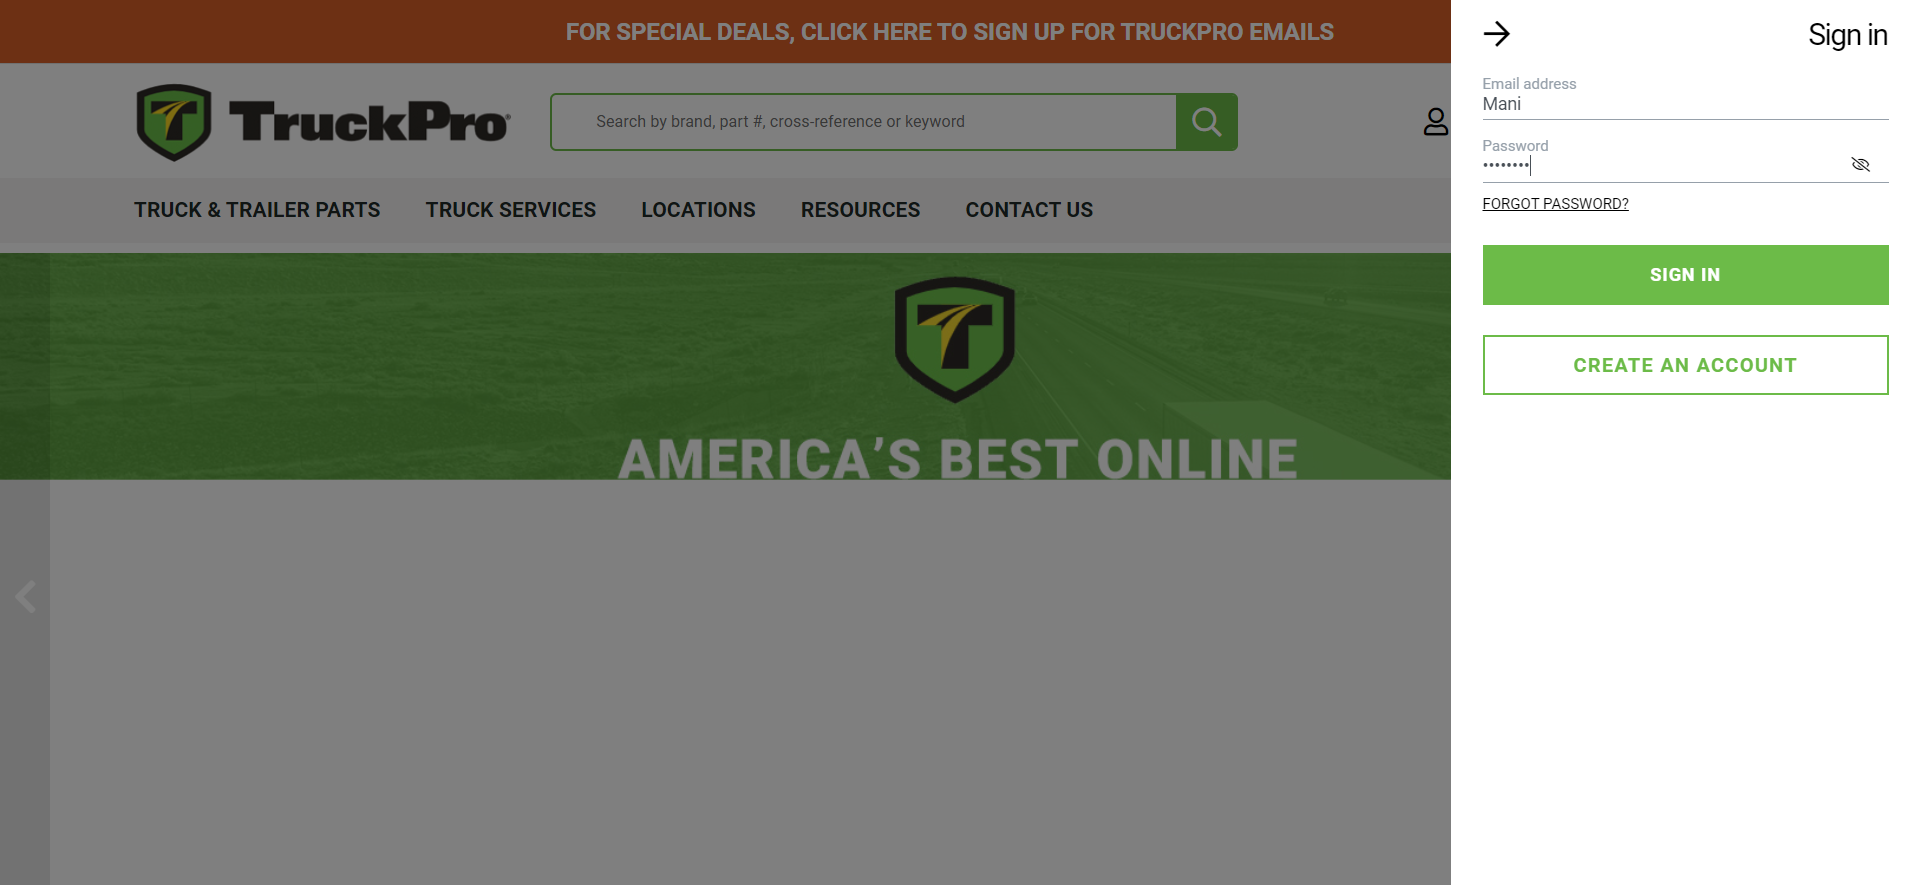 FOR SPECIAL DEALS, CLICK HERE TO SIGN UP FOR TRUCKPRO EMAILS
TruckPro
Search by brand, part #, cross-reference or keyword
TRUCK & TRAILER PARTS
TRUCK SERVICES
LOCATIONS
RESOURCES
CONTACT US
AMERICA’S BEST ONLINE
Sign in
Email address
Mani
Password
••••••••
FORGOT PASSWORD?
SIGN IN
CREATE AN ACCOUNT